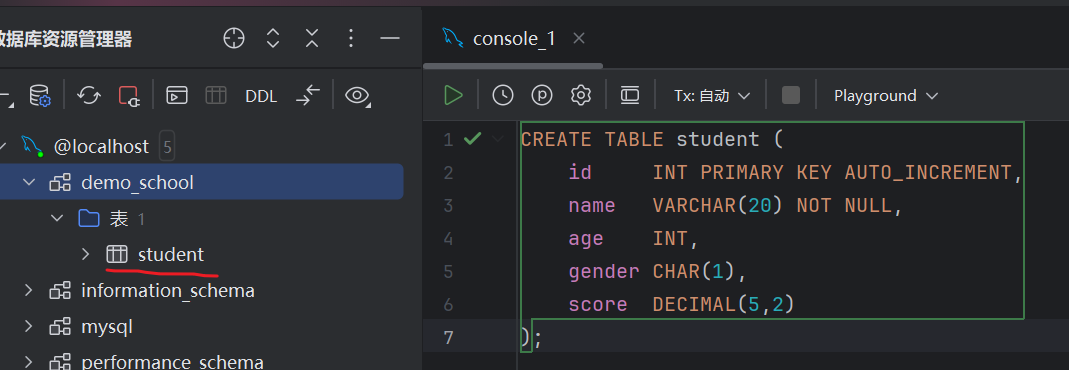 数据库资源管理器
console_1
DDL
Tx: 自动
Playground
@localhost 5
demo_school
表 1
student
information_schema
mysql
performance_schema
1 CREATE TABLE student (
2 id INT PRIMARY KEY AUTO_INCREMENT,
3 name VARCHAR(20) NOT NULL,
4 age INT,
5 gender CHAR(1),
6 score DECIMAL(5,2)
7 );